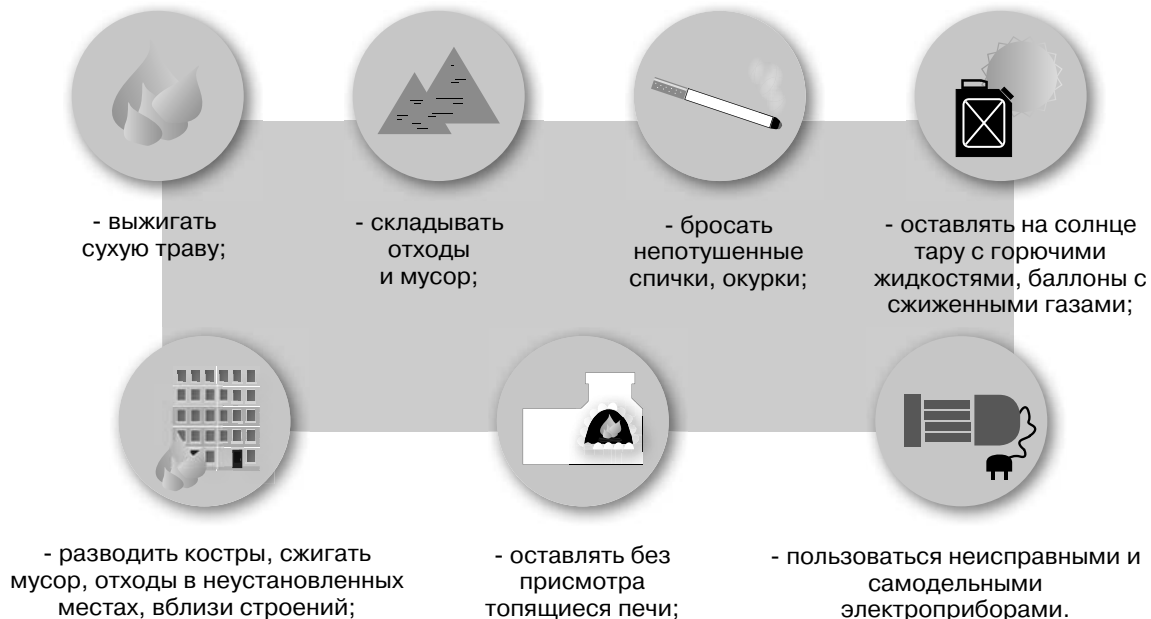 - выжигать
сухую траву;
- складывать
отходы
и мусор;
- бросать
непотушенные
спички, окурки;
- оставлять на солнце
тару с горючими
жидкостями, баллоны с
сжиженными газами;
- разводить костры, сжигать
мусор, отходы в неустановленных
местах, вблизи строений;
- оставлять без
присмотра
топящиеся печи;
- пользоваться неисправными и
самодельными
электроприборами.